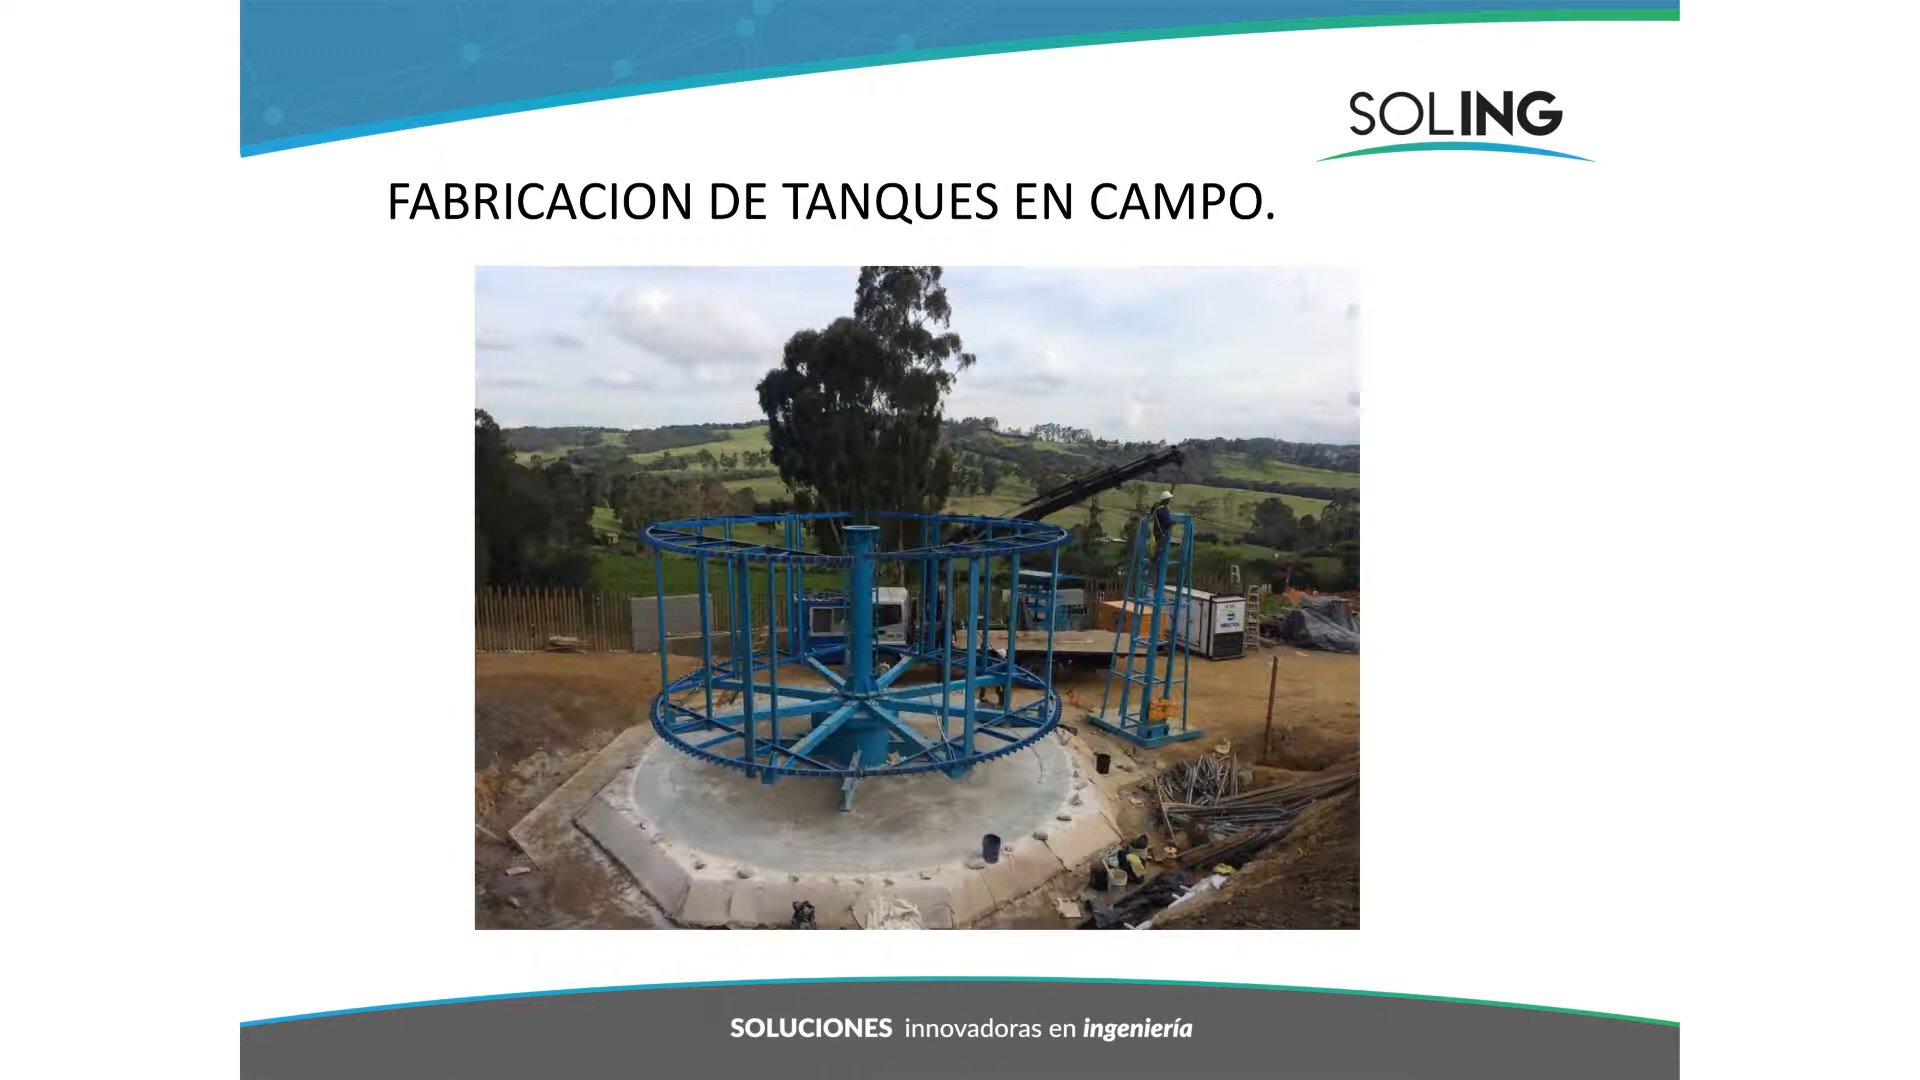 SOLING
FABRICACION DE TANQUES EN CAMPO.
SOLUCIONES innovadoras en ingeniería